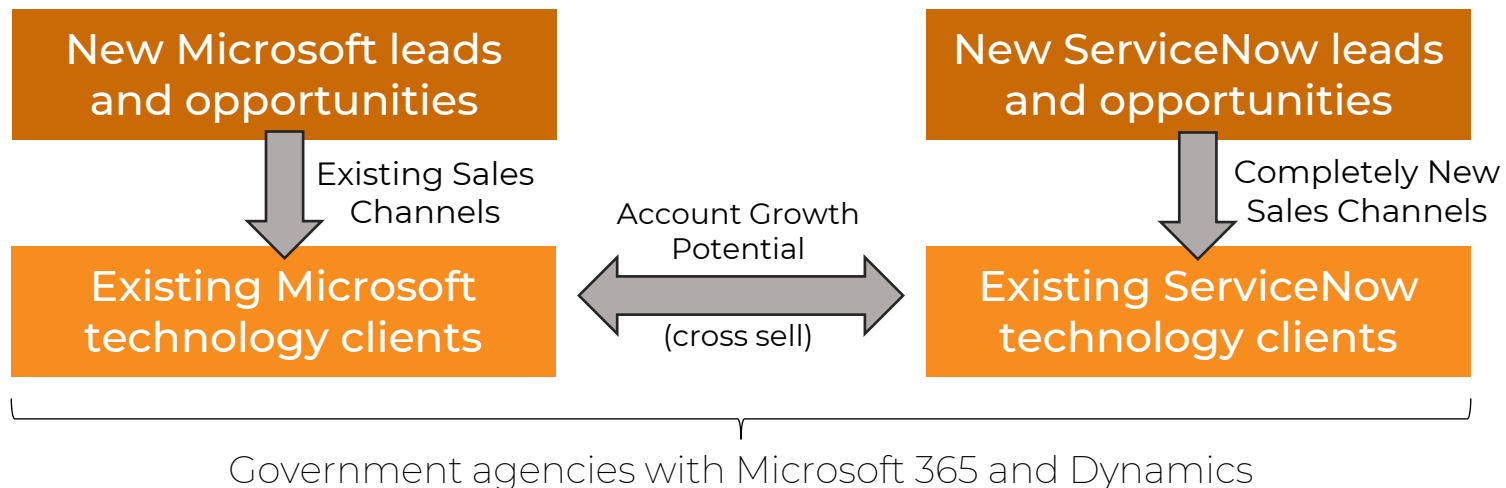 New Microsoft leads
and opportunities
New ServiceNow leads
and opportunities
Existing Sales
Channels
Completely New
Sales Channels
Account Growth
Potential
(cross sell)
Existing Microsoft
technology clients
Existing ServiceNow
technology clients
Government agencies with Microsoft 365 and Dynamics